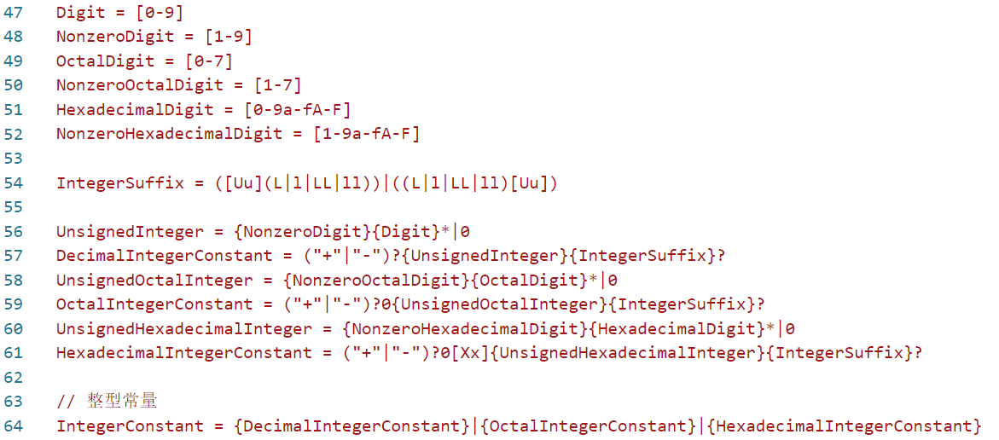 47 Digit = [0-9]
48 NonzeroDigit = [1-9]
49 OctalDigit = [0-7]
50 NonzeroOctalDigit = [1-7]
51 HexadecimalDigit = [0-9a-fA-F]
52 NonzeroHexadecimalDigit = [1-9a-fA-F]
53
54 IntegerSuffix = ([Uu](L|l|LL|ll))|((L|l|LL|ll)[Uu])
55
56 UnsignedInteger = {NonzeroDigit}{Digit}*|0
57 DecimalIntegerConstant = ("+"|"-")?{UnsignedInteger}{IntegerSuffix}?
58 UnsignedOctalInteger = {NonzeroOctalDigit}{OctalDigit}*|0
59 OctalIntegerConstant = ("+"|"-")?0{UnsignedOctalInteger}{IntegerSuffix}?
60 UnsignedHexadecimalInteger = {NonzeroHexadecimalDigit}{HexadecimalDigit}*|0
61 HexadecimalIntegerConstant = ("+"|"-")?0[Xx]{UnsignedHexadecimalInteger}{IntegerSuffix}?
62
63 // 整型常量
64 IntegerConstant = {DecimalIntegerConstant}|{OctalIntegerConstant}|{HexadecimalIntegerConstant}